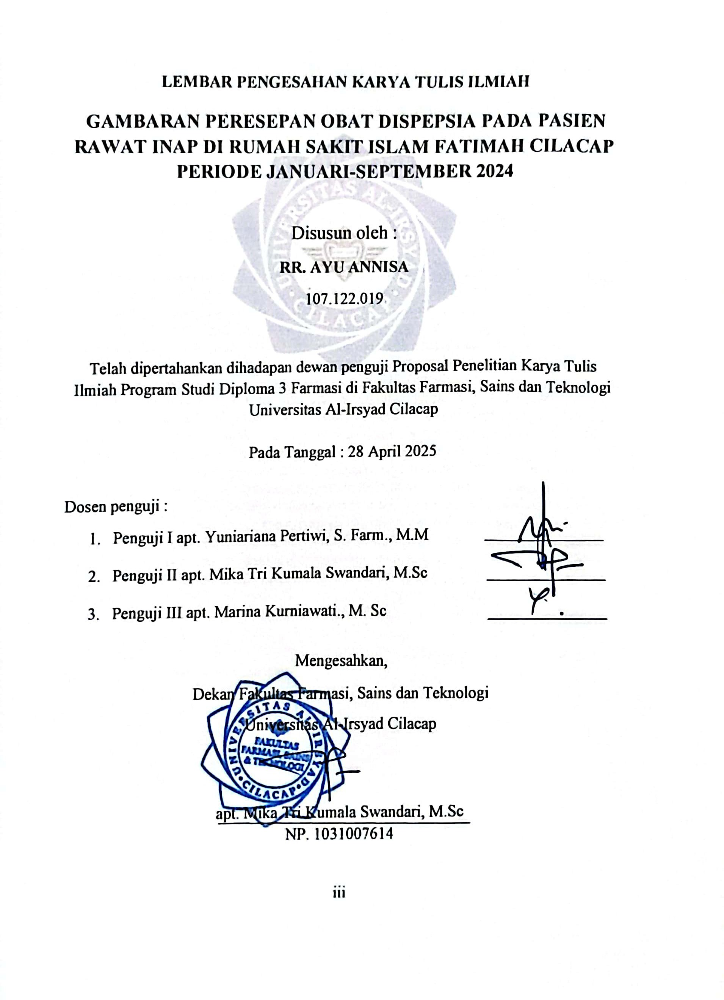 LEMBAR PENGESAHAN KARYA TULIS ILMIAH
GAMBARAN PERESEPAN OBAT DISPEPSIA PADA PASIEN
RAWAT INAP DI RUMAH SAKIT ISLAM FATIMAH CILACAP
PERIODE JANUARI-SEPTEMBER 2024
UNIVERSITAS AL-IRSYAD
CILACAP
Disusun oleh :
RR. AYU ANNISA
107.122.019
Telah dipertahankan dihadapan dewan penguji Proposal Penelitian Karya Tulis
Ilmiah Program Studi Diploma 3 Farmasi di Fakultas Farmasi, Sains dan Teknologi
Universitas Al-Irsyad Cilacap
Pada Tanggal : 28 April 2025
Dosen penguji :
1. Penguji I apt. Yuniariana Pertiwi, S. Farm., M.M
2. Penguji II apt. Mika Tri Kumala Swandari, M.Sc
3. Penguji III apt. Marina Kurniawati., M. Sc
Mengesahkan,
Dekan Fakultas Farmasi, Sains dan Teknologi
Universitas Al-Irsyad Cilacap
UNIVERSITAS AL-IRSYAD
FAKULTAS
FARMASI, SAINS
& TEKNOLOGI
CILACAP
apt. Mika Tri Kumala Swandari, M.Sc
NP. 1031007614
iii